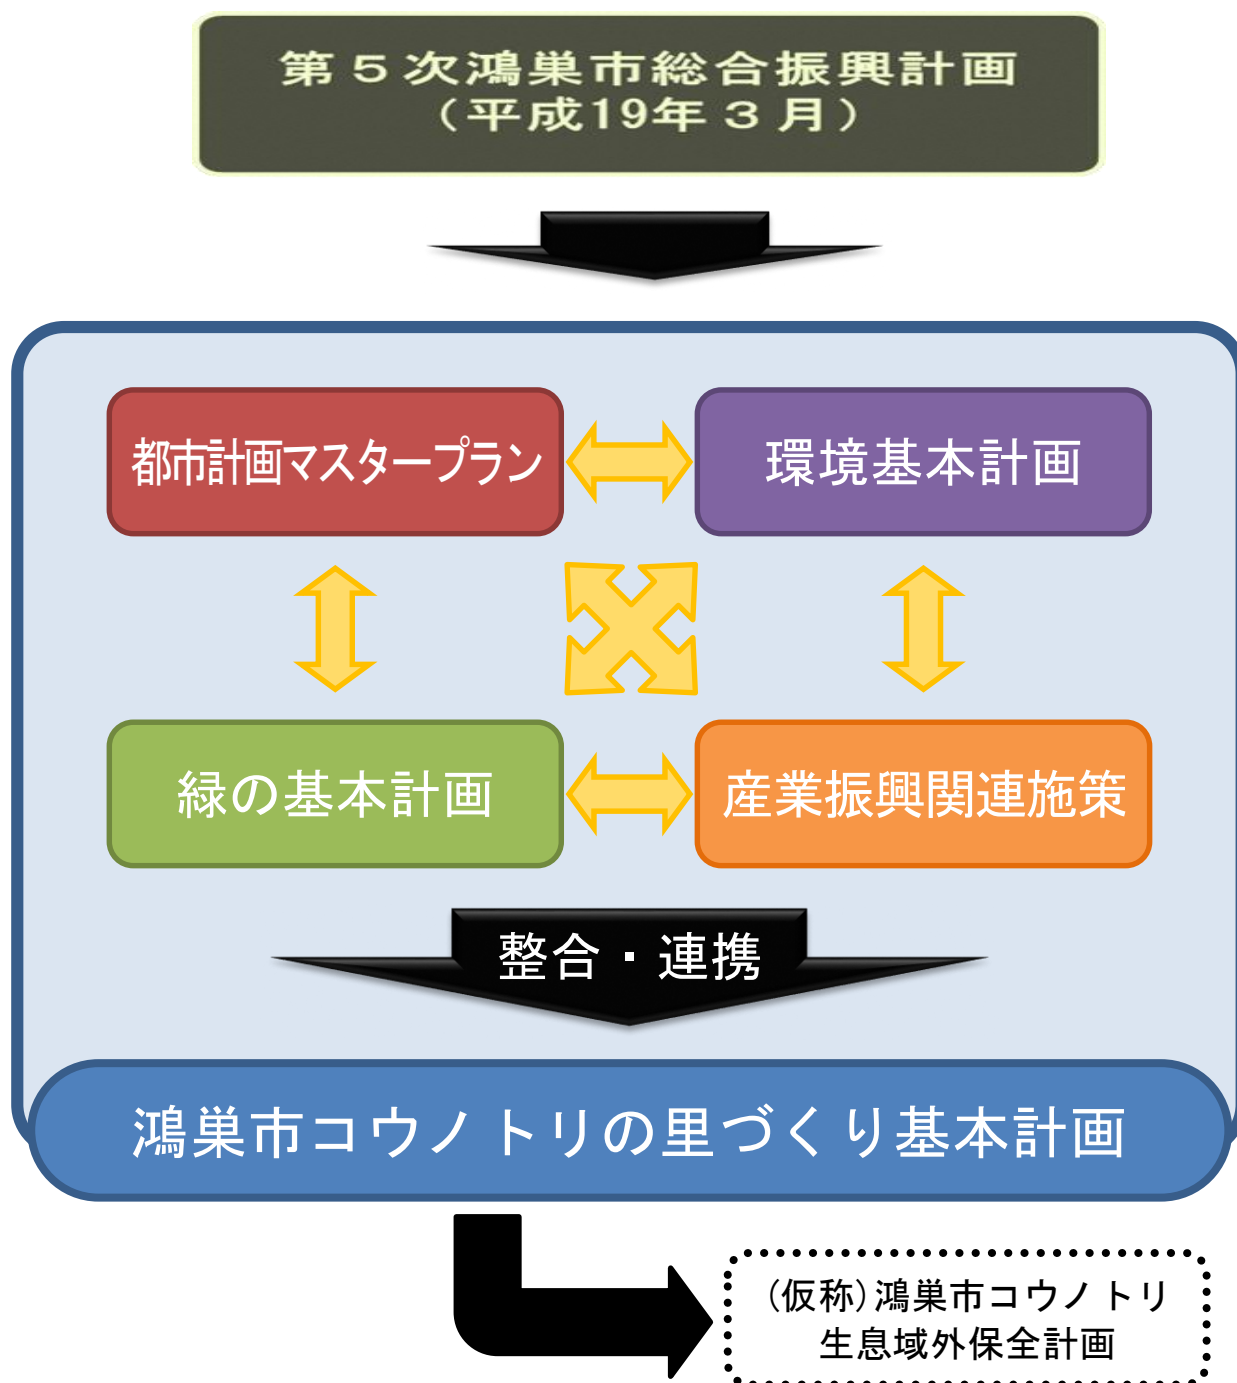 第５次鴻巣市総合振興計画
（平成19年３月）
都市計画マスタープラン
環境基本計画
緑の基本計画
産業振興関連施策
整合・連携
鴻巣市コウノトリの里づくり基本計画
(仮称)鴻巣市コウノトリ
生息域外保全計画